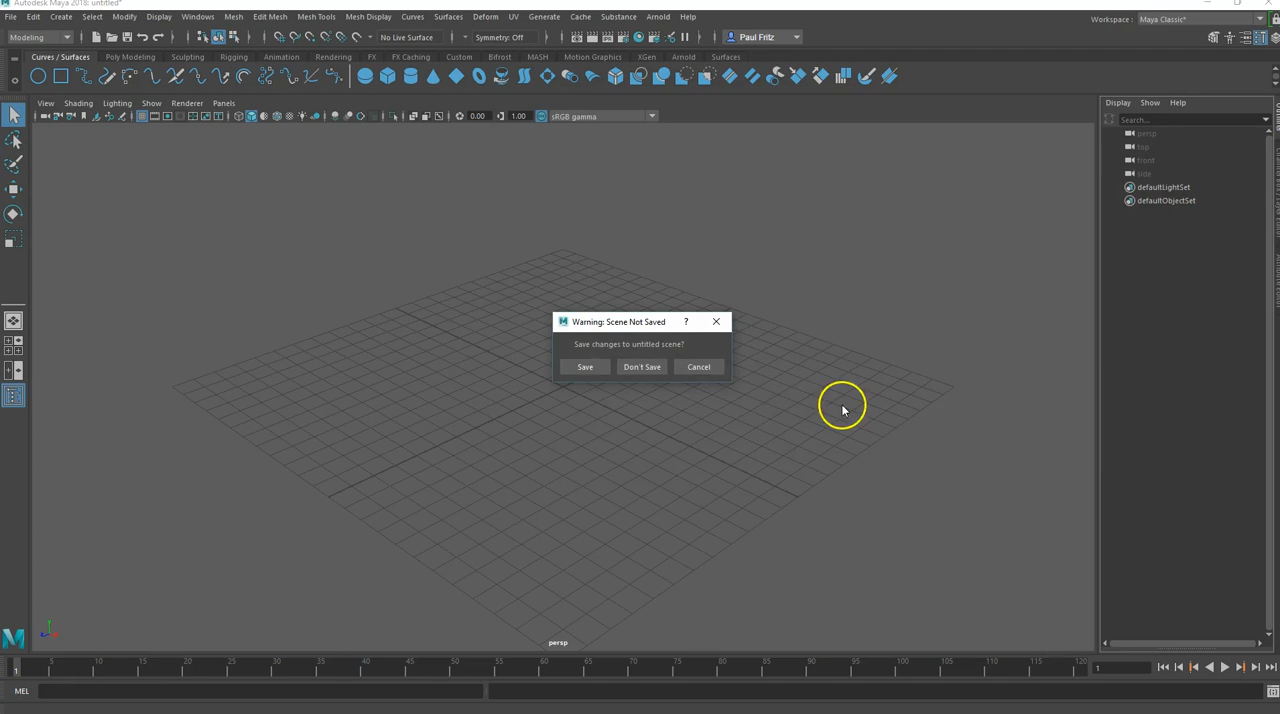 Autodesk Maya 2018: untitled*
File Edit Create Select Modify Display Windows Mesh Edit Mesh Mesh Tools Mesh Display Curves Surfaces Deform UV Generate Cache Substance Arnold Help
Workspace : Maya Classic*
Modeling No Live Surface Symmetry: Off Paul Fritz
Curves / Surfaces Poly Modeling Sculpting Rigging Animation Rendering FX FX Caching Custom Bifrost MASH Motion Graphics XGen Arnold Surfaces
View Shading Lighting Show Renderer Panels
0.00 1.00 sRGB gamma
Display Show Help
Search...
persp
top
front
side
defaultLightSet
defaultObjectSet
Warning: Scene Not Saved ?
Save changes to untitled scene?
Save Don't Save Cancel
persp
1 5 10 15 20 25 30 35 40 45 50 55 60 65 70 75 80 85 90 95 100 105 110 115 120 1
MEL